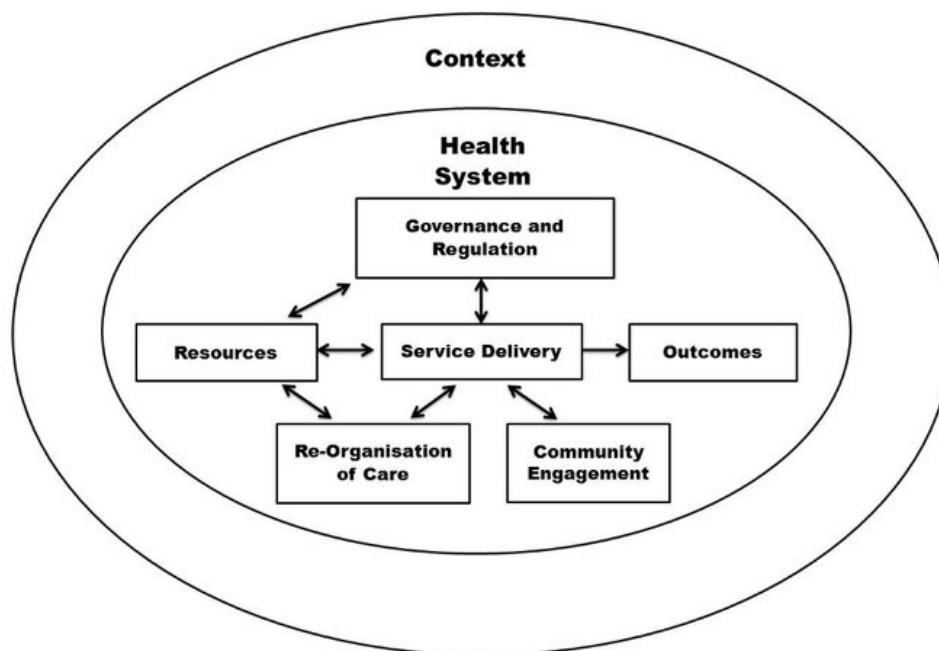 Context
Health
System
Governance and
Regulation
Resources
Service Delivery
Outcomes
Re-Organisation
of Care
Community
Engagement